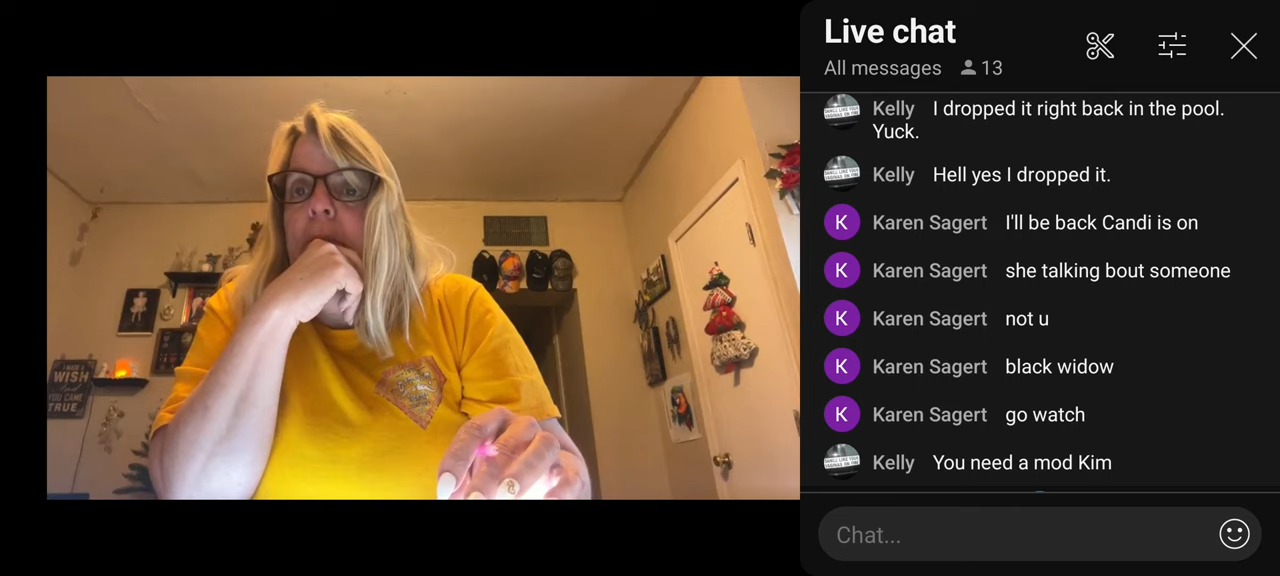 Live chat
All messages 13
Kelly I dropped it right back in the pool.
Yuck.
Kelly Hell yes I dropped it.
K Karen Sagert I'll be back Candi is on
K Karen Sagert she talking bout someone
K Karen Sagert not u
K Karen Sagert black widow
K Karen Sagert go watch
Kelly You need a mod Kim
Chat...
WISH
YOU CAME
TRUE